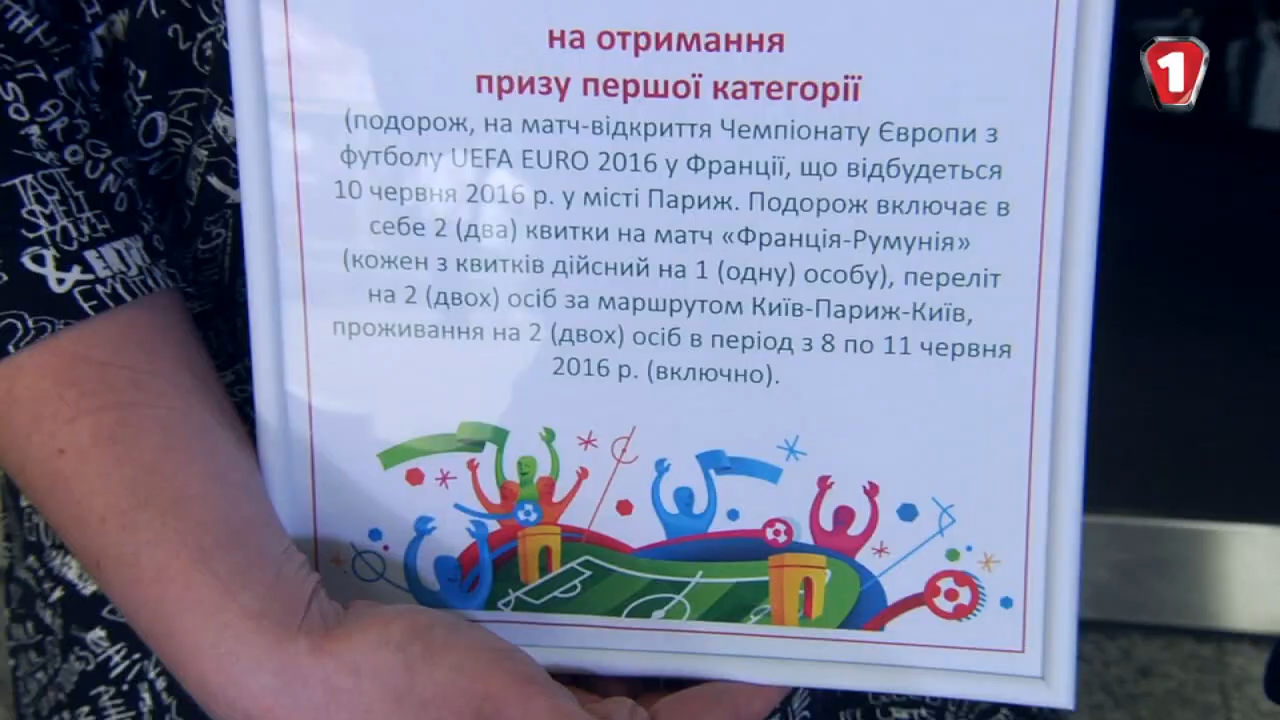 на отримання
призу першої категорії
(подорож, на матч-відкриття Чемпіонату Європи з
футболу UEFA EURO 2016 у Франції, що відбудеться
10 червня 2016 р. у місті Париж. Подорож включає в
себе 2 (два) квитки на матч «Франція-Румунія»
(кожен з квитків дійсний на 1 (одну) особу), переліт
на 2 (двох) осіб за маршрутом Київ-Париж-Київ,
проживання на 2 (двох) осіб в період з 8 по 11 червня
2016 р. (включно).
1
TASTE
SMELL
&